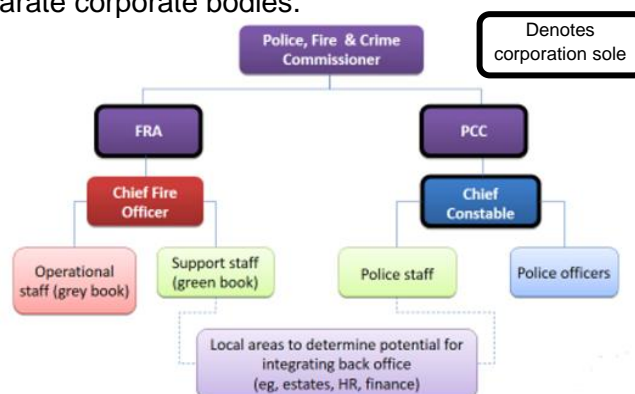 parate corporate bodies.
Denotes
corporation sole
Police, Fire & Crime
Commissioner
FRA
PCC
Chief Fire
Officer
Chief
Constable
Operational
staff (grey book)
Support staff
(green book)
Police staff
Police officers
Local areas to determine potential for
integrating back office
(eg, estates, HR, finance)